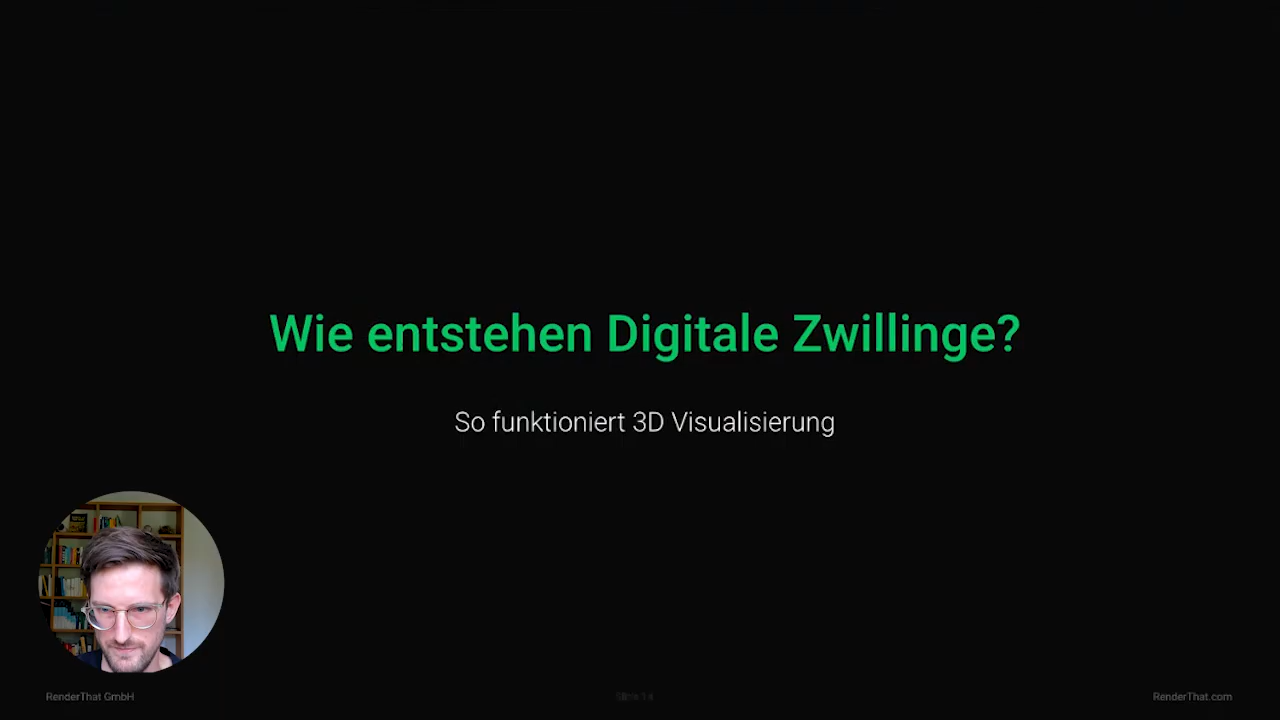 Wie entstehen Digitale Zwillinge?
So funktioniert 3D Visualisierung
RenderThat GmbH
RenderThat.com